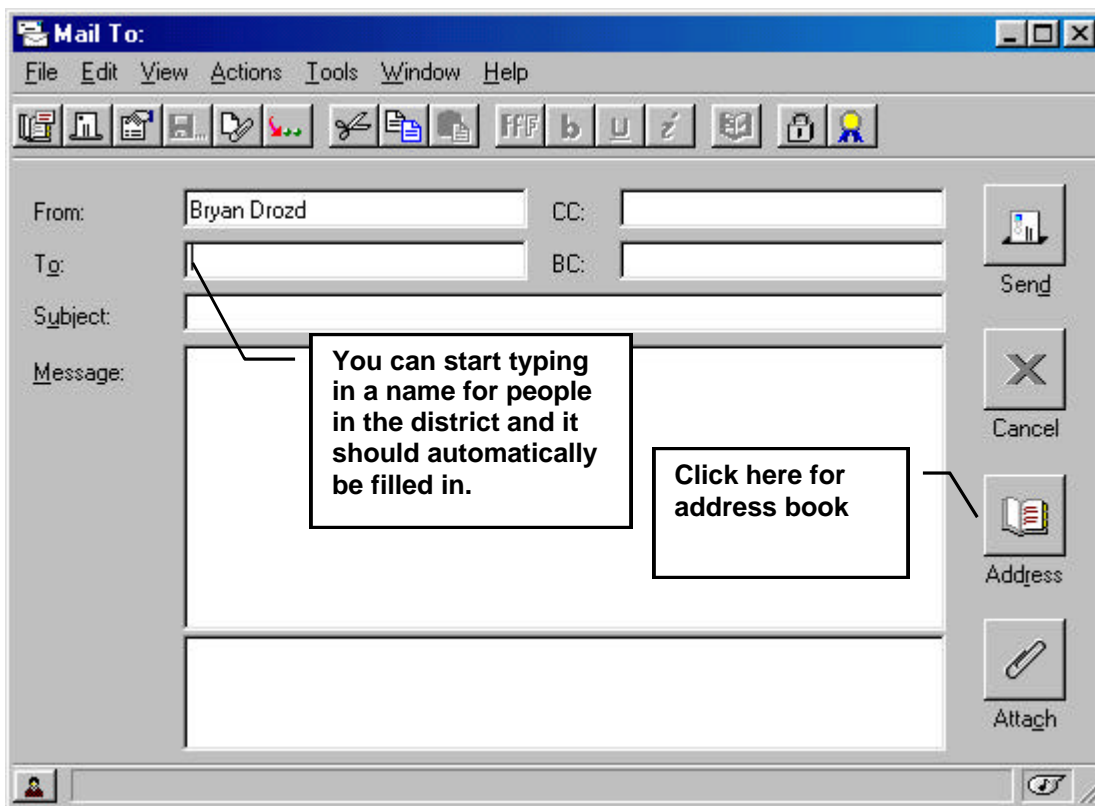 Mail To:
File Edit View Actions Tools Window Help
FfF b u i
From: Bryan Drozd CC:
To: BC:
Send
Subject:
Message:
You can start typing
in a name for people
in the district and it
should automatically
be filled in.
Cancel
Click here for
address book
Address
Attach